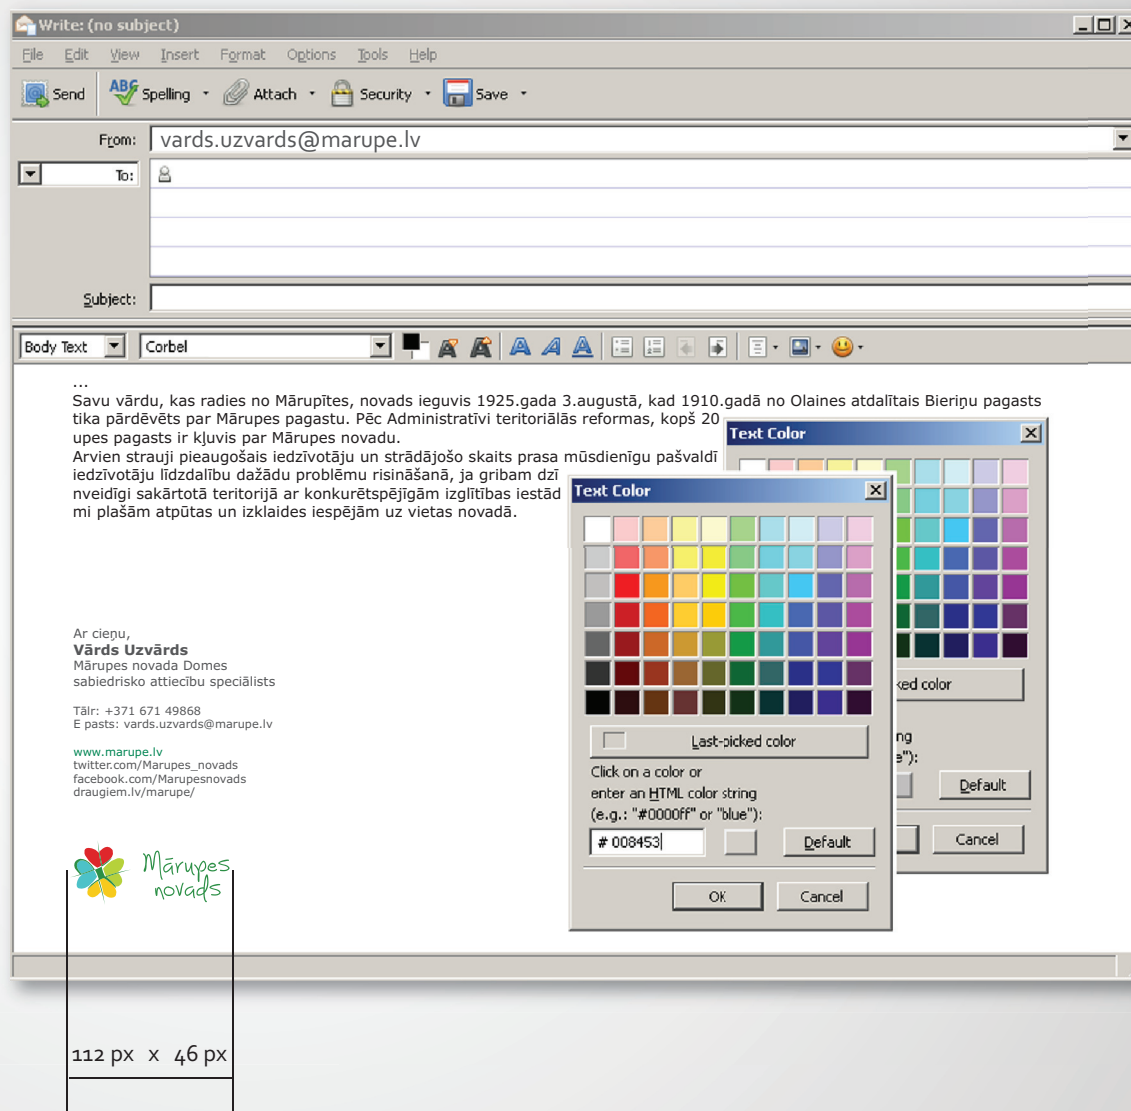 Write: (no subject)
File Edit View Insert Format Options Tools Help
Send ABC Spelling Attach Security Save
From: vards.uzvards@marupe.lv
To:
Subject:
Body Text Corbel
...
Savu vārdu, kas radies no Mārupītes, novads ieguvis 1925.gada 3.augustā, kad 1910.gadā no Olaines atdalītais Bieriņu pagasts
tika pārdēvēts par Mārupes pagastu. Pēc Administratīvi teritoriālās reformas, kopš 20
upes pagasts ir kļuvis par Mārupes novadu.
Arvien strauji pieaugošais iedzīvotāju un strādājošo skaits prasa mūsdienīgu pašvaldī
iedzīvotāju līdzdalību dažādu problēmu risināšanā, ja gribam dzī
nveidīgi sakārtotā teritorijā ar konkurētspējīgām izglītības iestād
mi plašām atpūtas un izklaides iespējām uz vietas novadā.
Text Color
ked color
ng
e"):
Default
Cancel
Text Color
Last-picked color
Click on a color or
enter an HTML color string
(e.g.: "#0000ff" or "blue"):
# 008453
Default
OK Cancel
Ar cieņu,
Vārds Uzvārds
Mārupes novada Domes
sabiedrisko attiecību speciālists
Tālr: +371 671 49868
E pasts: vards.uzvards@marupe.lv
www.marupe.lv
twitter.com/Marupes_novads
facebook.com/Marupesnovads
draugiem.lv/marupe/
Mārupes
novads
112 px x 46 px